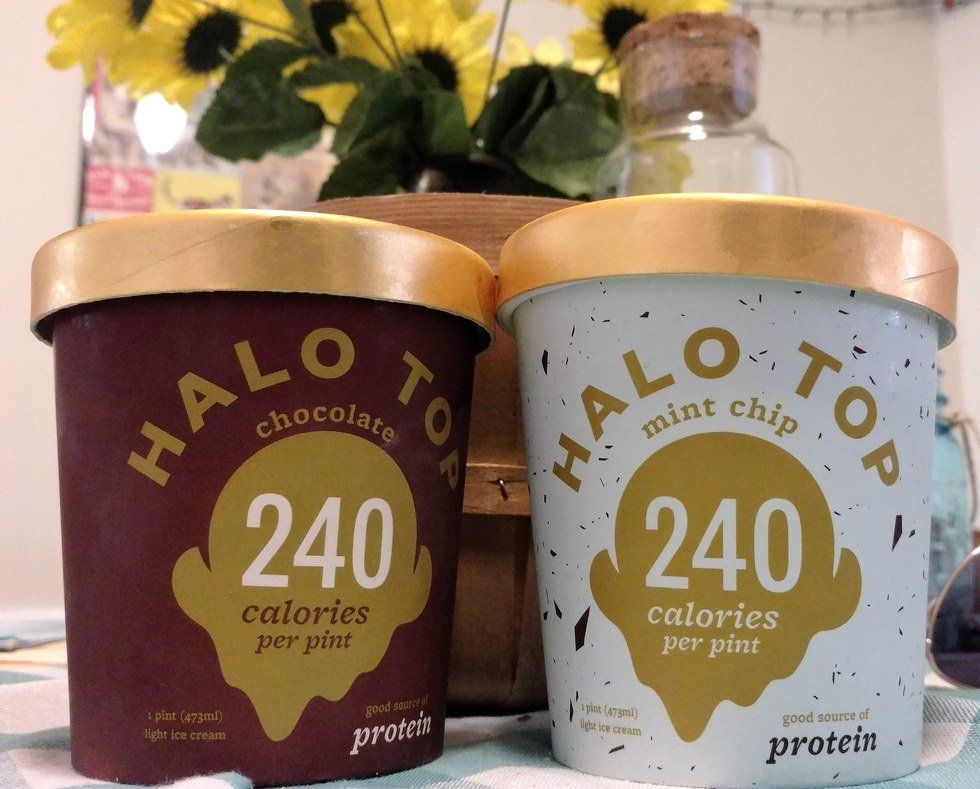 HALO TOP
chocolate
240
calories
per pint
1 pint (473ml)
light ice cream
good source of
protein
HALO TOP
mint chip
240
calories
per pint
1 pint (473ml)
light ice cream
good source of
protein